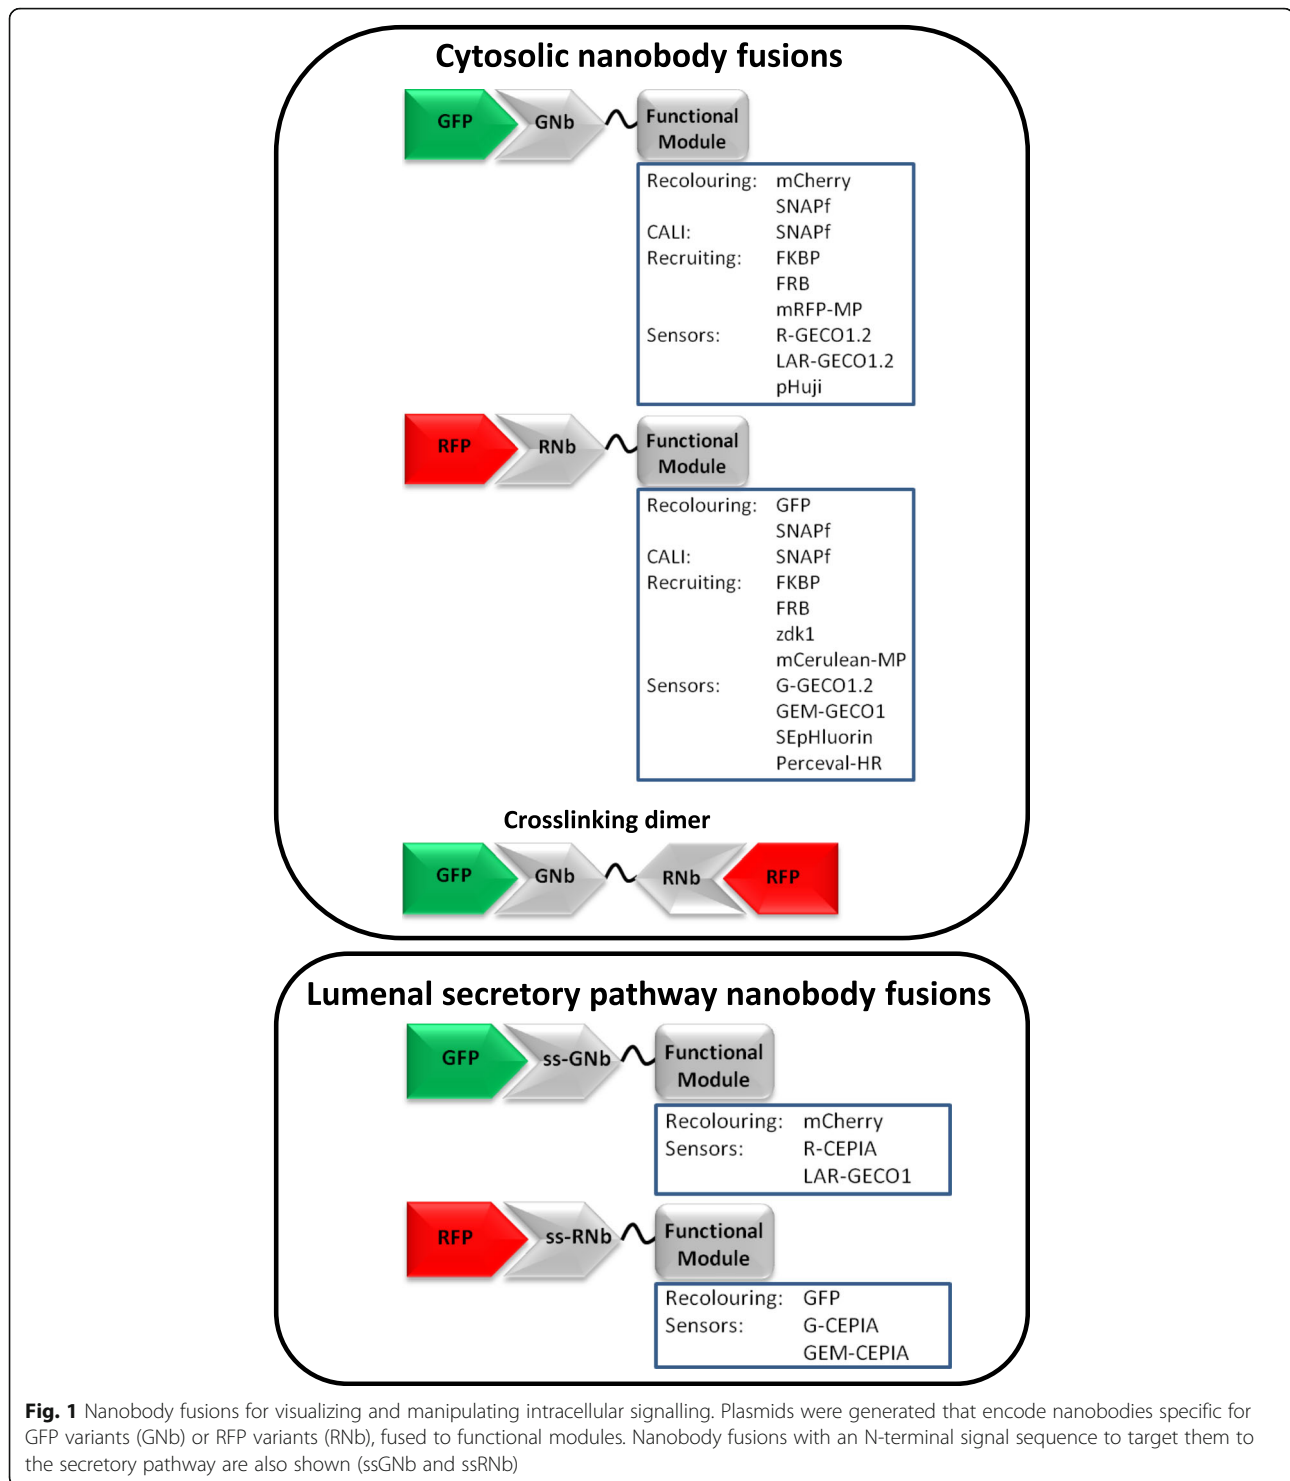 Cytosolic nanobody fusions
GFP GNb Functional Module
Recolouring: mCherry
SNAPf
CALI: SNAPf
Recruiting: FKBP
FRB
mRFP-MP
Sensors: R-GECO1.2
LAR-GECO1.2
pHuji
RFP RNb Functional Module
Recolouring: GFP
SNAPf
CALI: SNAPf
Recruiting: FKBP
FRB
zdk1
mCerulean-MP
Sensors: G-GECO1.2
GEM-GECO1
SEpHluorin
Perceval-HR
Crosslinking dimer
GFP GNb RNb RFP
Lumenal secretory pathway nanobody fusions
GFP ss-GNb Functional Module
Recolouring: mCherry
Sensors: R-CEPIA
LAR-GECO1
RFP ss-RNb Functional Module
Recolouring: GFP
Sensors: G-CEPIA
GEM-CEPIA
Fig. 1 Nanobody fusions for visualizing and manipulating intracellular signalling. Plasmids were generated that encode nanobodies specific for
GFP variants (GNb) or RFP variants (RNb), fused to functional modules. Nanobody fusions with an N-terminal signal sequence to target them to
the secretory pathway are also shown (ssGNb and ssRNb)